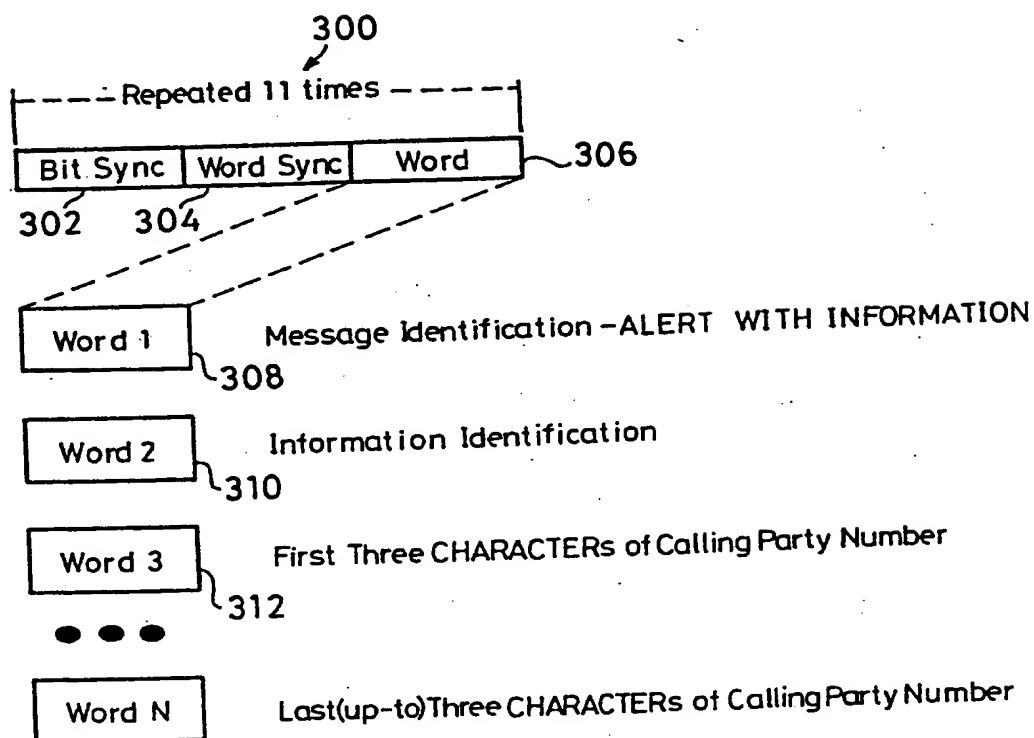 300
Repeated 11 times
Bit Sync Word Sync Word 306
302 304
Word 1 Message Identification-ALERT WITH INFORMATION
308
Word 2 Information Identification
310
Word 3 First Three CHARACTERs of Calling Party Number
312
Word N Last(up-to)Three CHARACTERs of Calling Party Number